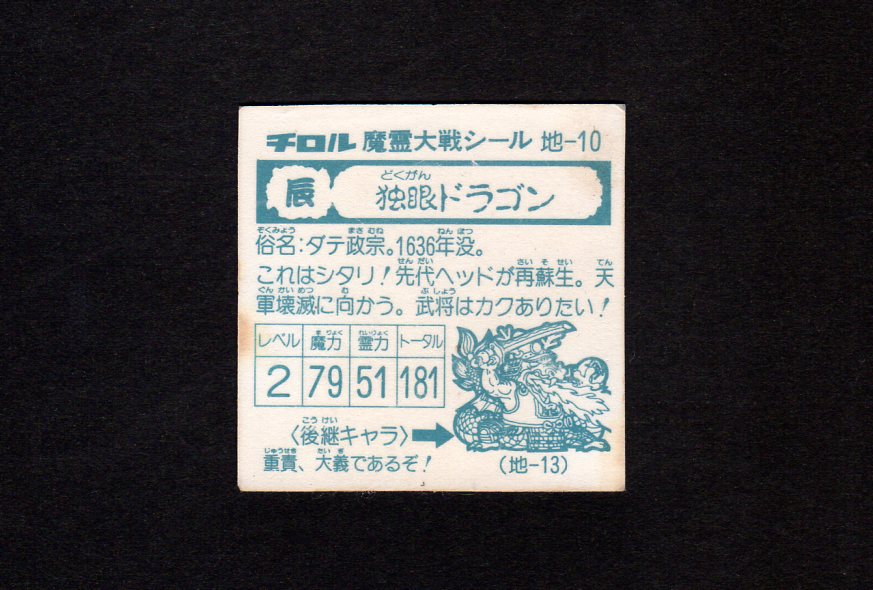 チロル 魔霊大戦シール 地-10
辰 独眼ドラゴン
どくがん
俗名:ダテ政宗。1636年没。
ぞくみょう まさむね ねんぼつ
これはシタリ!先代ヘッドが再蘇生。天
せんだい さいそせい てん
軍壊滅に向かう。武将はカクありたい!
ぐんかいめつ む ぶしょう
レベル 魔力 霊力 トータル
まりょく れいりょく
2 79 51 181
〈後継キャラ〉
こうけい
重責、大義であるぞ!
じゅうせき たいぎ
(地-13)